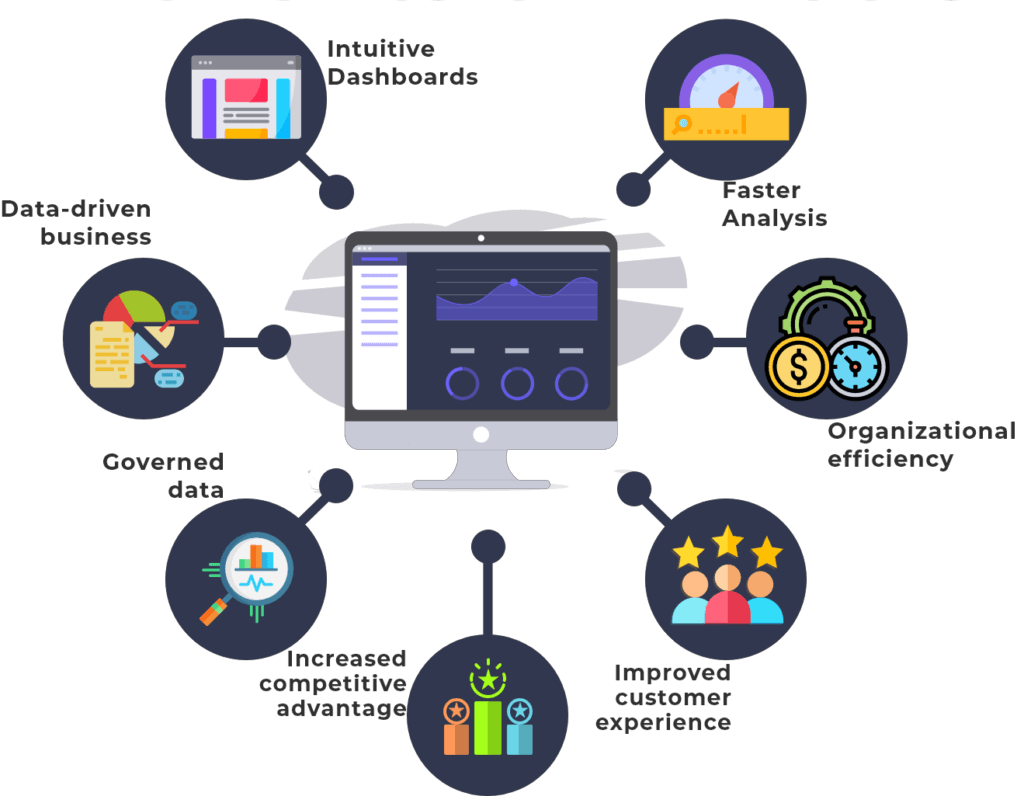 Intuitive
Dashboards
Faster
Analysis
Data-driven
business
Organizational
efficiency
Governed
data
Increased
competitive
advantage
Improved
customer
experience
$